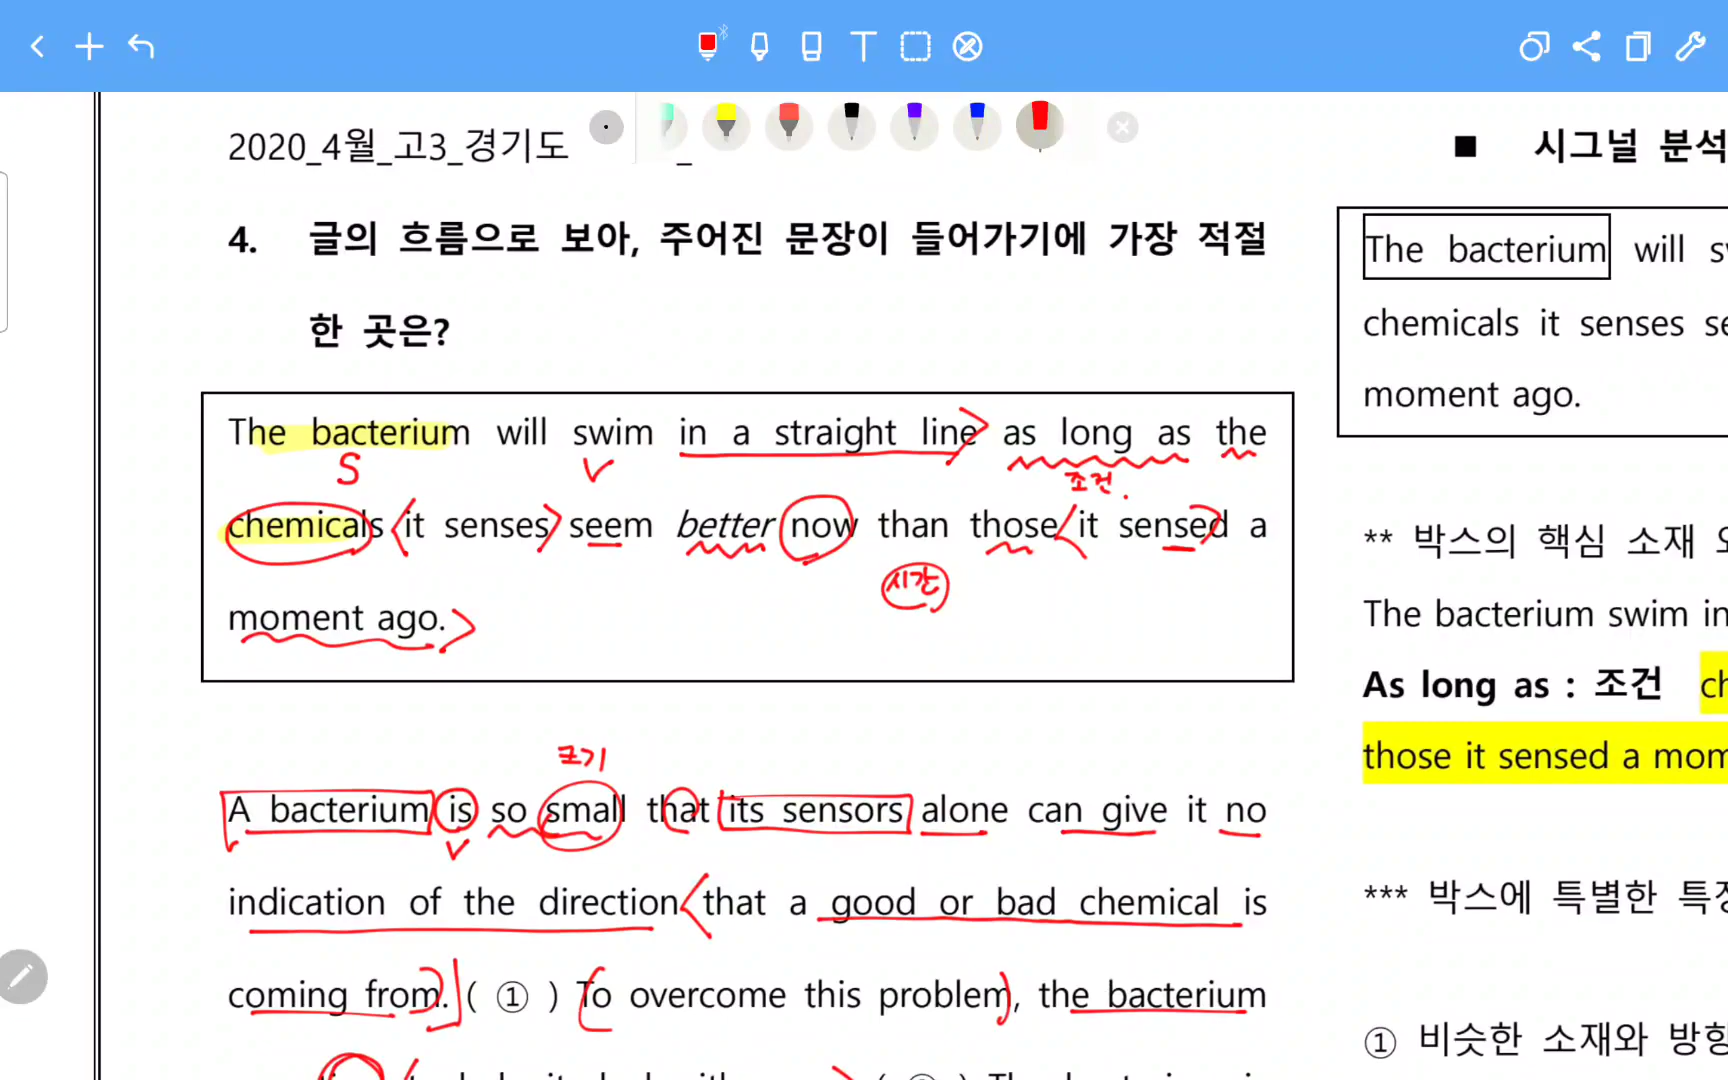 2020_4월_고3_경기도 _
4. 글의 흐름으로 보아, 주어진 문장이 들어가기에 가장 적절
한 곳은?
The bacterium will swim in a straight line as long as the
S V 조건
chemicals it senses seem better now than those it sensed a
시간
moment ago.
크기
A bacterium is so small that its sensors alone can give it no
V
indication of the direction that a good or bad chemical is
coming from. ( ① ) To overcome this problem, the bacterium
■ 시그널 분석
The bacterium will
chemicals it senses
moment ago.
** 박스의 핵심 소재
The bacterium swim in
As long as : 조건
those it sensed a
*** 박스에 특별한
① 비슷한 소재와 방향